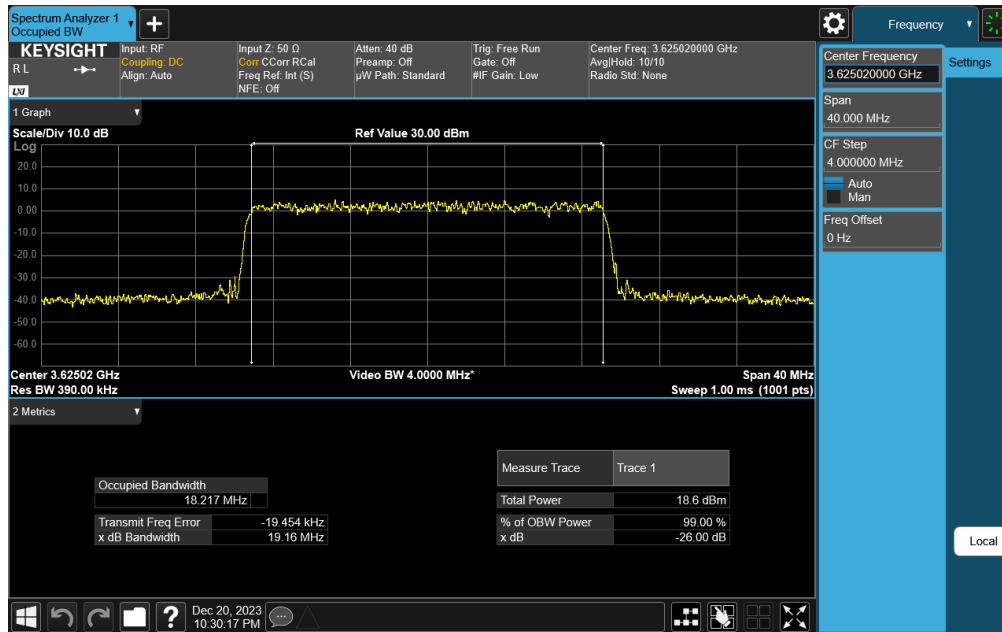 Spectrum Analyzer 1
Occupied BW
Frequency
KEYSIGHT
R L
LXI
Input: RF
Coupling: DC
Align: Auto
Input Z: 50 Ω
Corr CCorr RCal
Freq Ref: Int (S)
NFE: Off
Atten: 40 dB
Preamp: Off
µW Path: Standard
Trig: Free Run
Gate: Off
#IF Gain: Low
Center Freq: 3.625020000 GHz
Avg|Hold: 10/10
Radio Std: None
Center Frequency
3.625020000 GHz
Settings
Span
40.000 MHz
CF Step
4.000000 MHz
Auto
Man
Freq Offset
0 Hz
1 Graph
Scale/Div 10.0 dB
Ref Value 30.00 dBm
Log
20.0
10.0
0.00
-10.0
-20.0
-30.0
-40.0
-50.0
-60.0
Center 3.62502 GHz
Video BW 4.0000 MHz*
Span 40 MHz
Res BW 390.00 kHz
Sweep 1.00 ms (1001 pts)
2 Metrics
Measure Trace Trace 1
Occupied Bandwidth
18.217 MHz
Total Power 18.6 dBm
Transmit Freq Error -19.454 kHz
% of OBW Power 99.00 %
x dB Bandwidth 19.16 MHz
x dB -26.00 dB
Local
?
Dec 20, 2023
10:30:17 PM